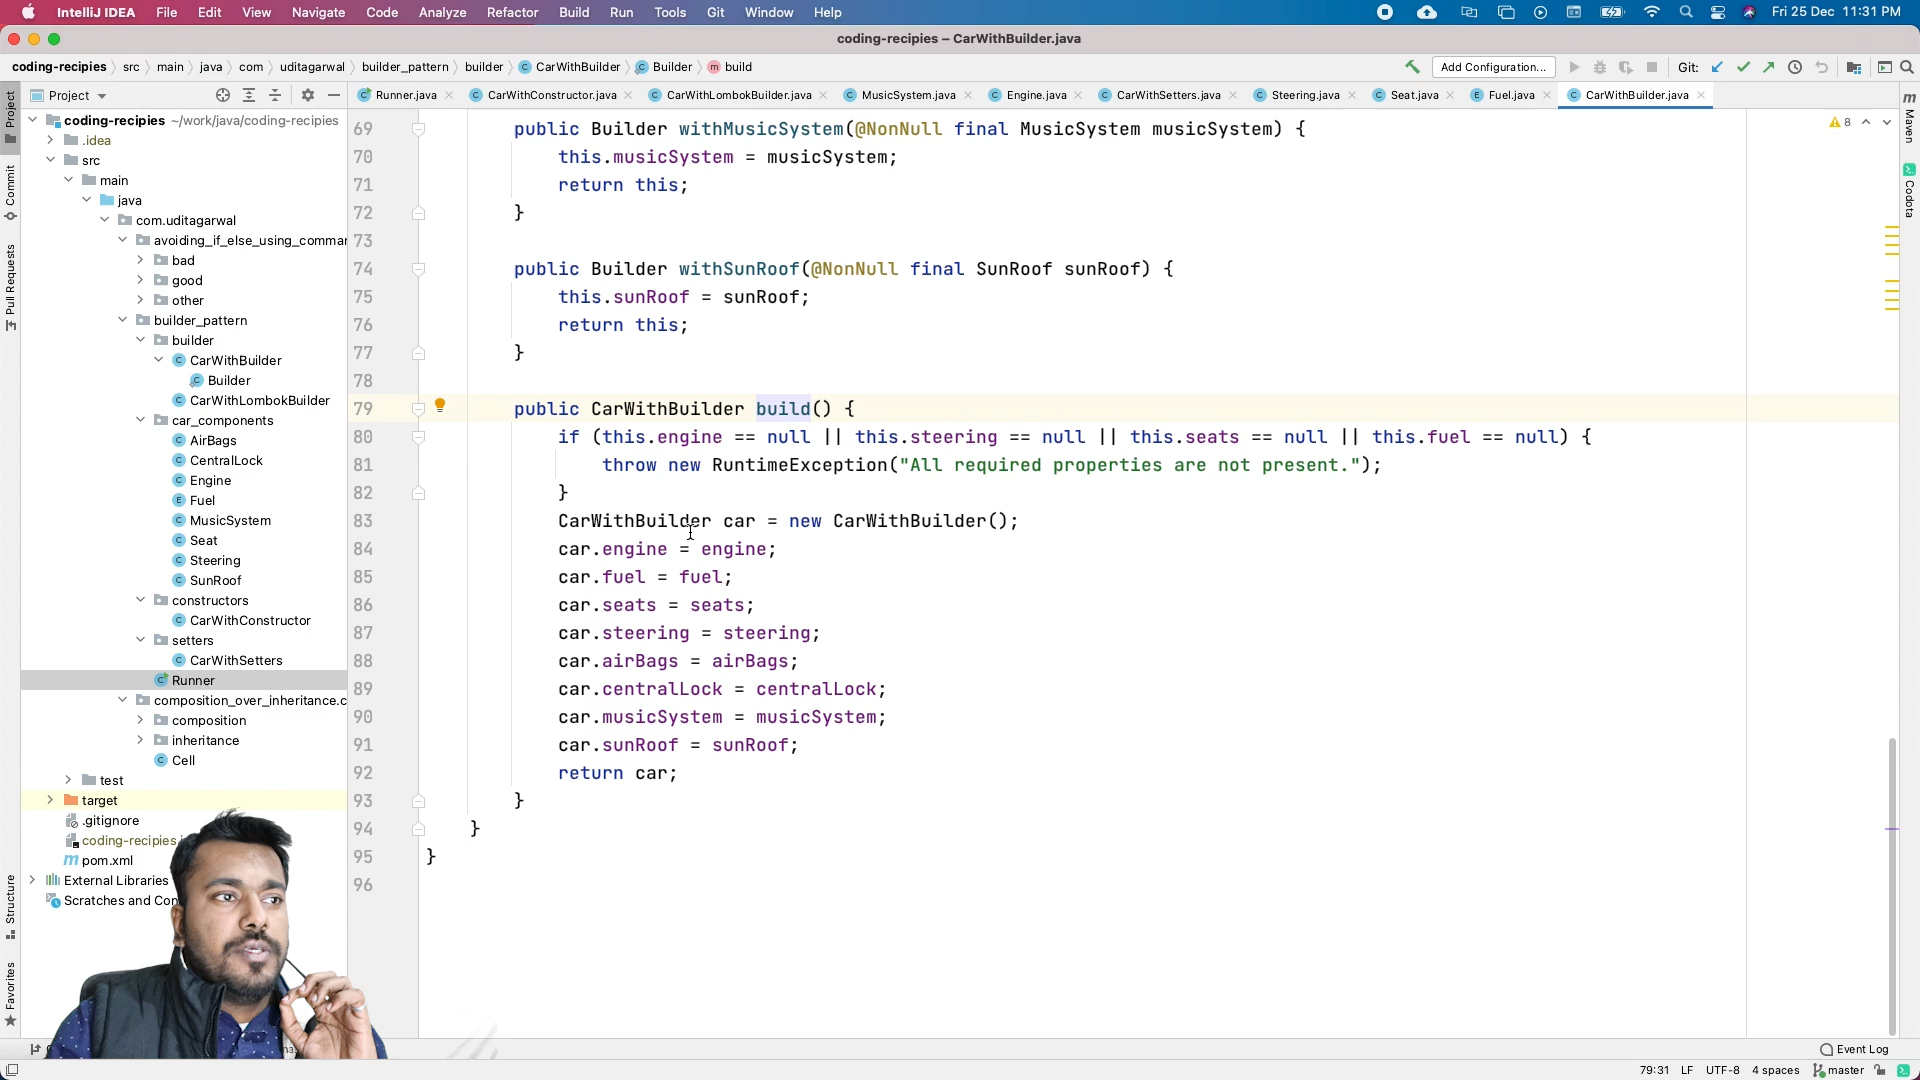 IntelliJ IDEA File Edit View Navigate Code Analyze Refactor Build Run Tools Git Window Help Fri 25 Dec 11:31 PM
coding-recipies – CarWithBuilder.java
coding-recipies src main java com uditagarwal builder_pattern builder CarWithBuilder Builder build Add Configuration... Git:
Project
Runner.java CarWithConstructor.java CarWithLombokBuilder.java MusicSystem.java Engine.java CarWithSetters.java Steering.java Seat.java Fuel.java CarWithBuilder.java
Project
Commit
Pull Requests
Structure
Favorites
coding-recipies ~/work/java/coding-recipies
.idea
src
main
java
com.uditagarwal
avoiding_if_else_using_commar
bad
good
other
builder_pattern
builder
CarWithBuilder
Builder
CarWithLombokBuilder
car_components
AirBags
CentralLock
Engine
Fuel
MusicSystem
Seat
Steering
SunRoof
constructors
CarWithConstructor
setters
CarWithSetters
Runner
composition_over_inheritance.c
composition
inheritance
Cell
test
target
.gitignore
coding-recipies.i
pom.xml
External Libraries
Scratches and Con
69 public Builder withMusicSystem(@NonNull final MusicSystem musicSystem) {
70 this.musicSystem = musicSystem;
71 return this;
72 }
73
74 public Builder withSunRoof(@NonNull final SunRoof sunRoof) {
75 this.sunRoof = sunRoof;
76 return this;
77 }
78
79 public CarWithBuilder build() {
80 if (this.engine == null || this.steering == null || this.seats == null || this.fuel == null) {
81 throw new RuntimeException("All required properties are not present.");
82 }
83 CarWithBuilder car = new CarWithBuilder();
84 car.engine = engine;
85 car.fuel = fuel;
86 car.seats = seats;
87 car.steering = steering;
88 car.airBags = airBags;
89 car.centralLock = centralLock;
90 car.musicSystem = musicSystem;
91 car.sunRoof = sunRoof;
92 return car;
93 }
94 }
95 }
96
8
Maven
Codota
Event Log
79:31 LF UTF-8 4 spaces master